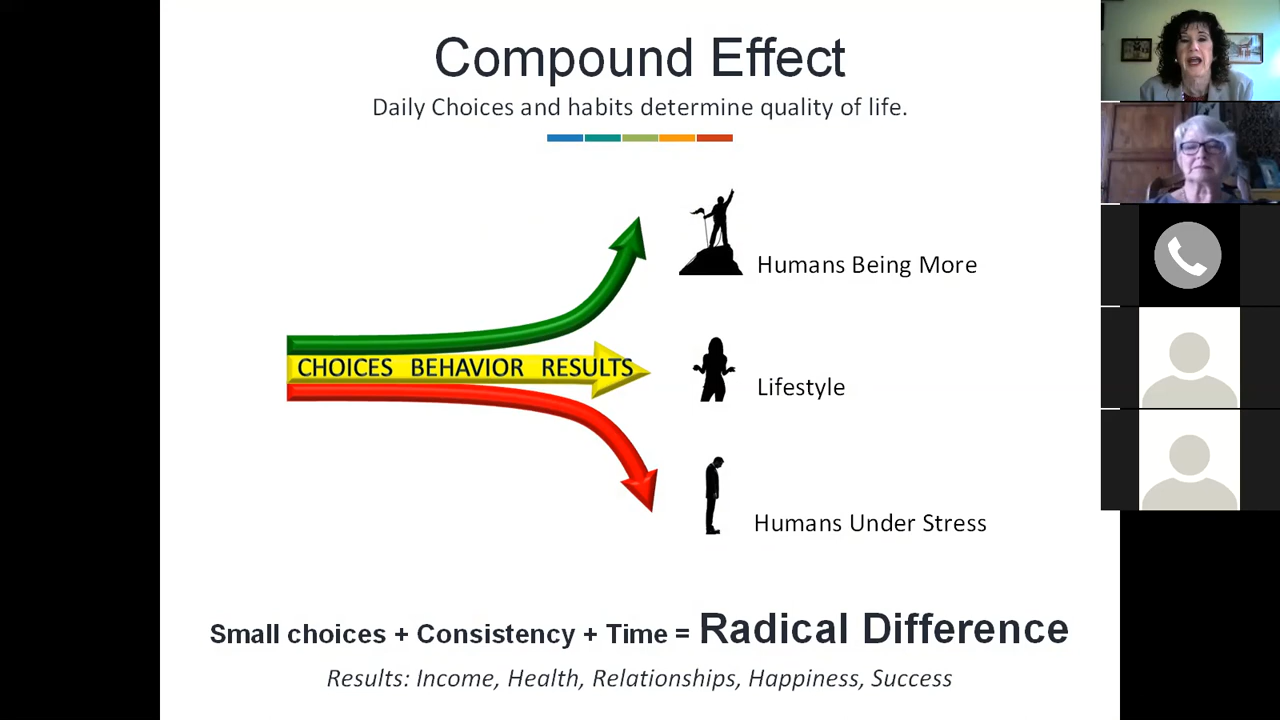 Compound Effect
Daily Choices and habits determine quality of life.
Humans Being More
CHOICES BEHAVIOR RESULTS
Lifestyle
Humans Under Stress
Small choices + Consistency + Time = Radical Difference
Results: Income, Health, Relationships, Happiness, Success